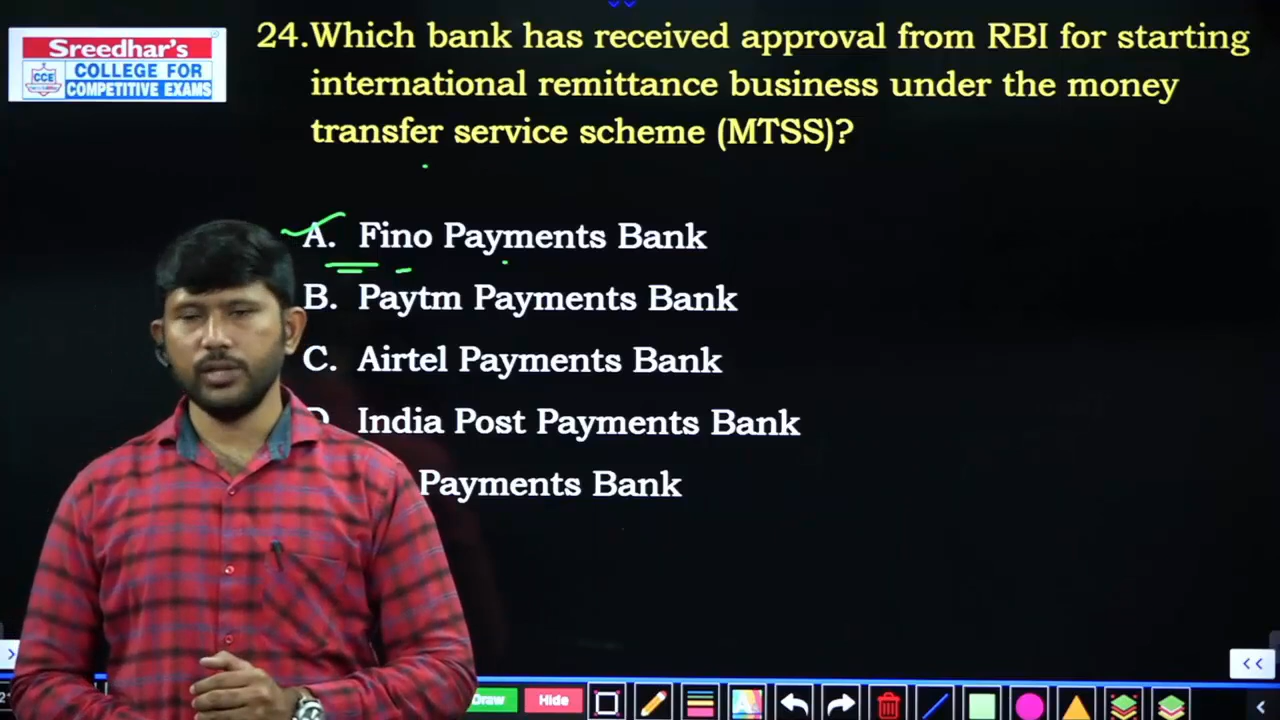 Sreedhar's
CCE
COLLEGE FOR
COMPETITIVE EXAMS
24.Which bank has received approval from RBI for starting
international remittance business under the money
transfer service scheme (MTSS)?
A. Fino Payments Bank
B. Paytm Payments Bank
C. Airtel Payments Bank
India Post Payments Bank
Payments Bank
Draw
Hide